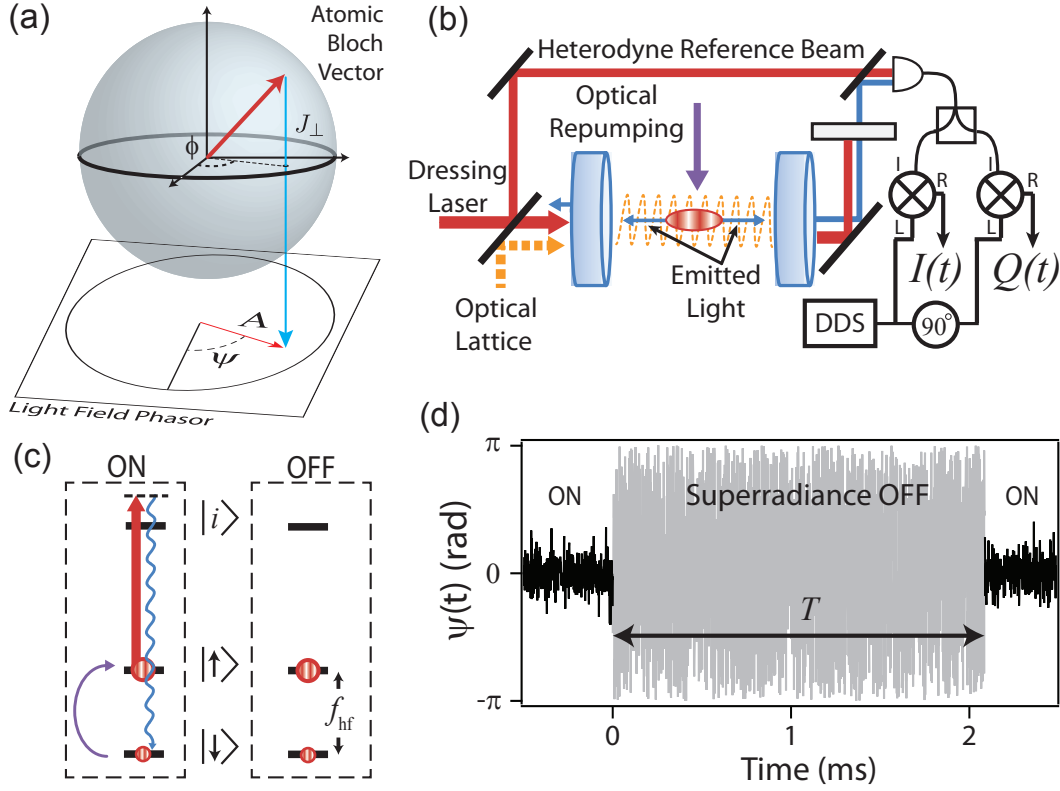 (a)
Atomic
Bloch
Vector
J⊥
ϕ
A
ψ
Light Field Phasor
(b)
Heterodyne Reference Beam
Optical
Repumping
Dressing
Laser
Emitted
Light
Optical
Lattice
I
R
L
I
R
L
I(t)
Q(t)
DDS
90°
(c)
ON
OFF
|i⟩
|↑⟩
|↓⟩
f_hf
(d)
π
0
-π
ψ(t) (rad)
ON
Superradiance OFF
ON
T
0
1
2
Time (ms)